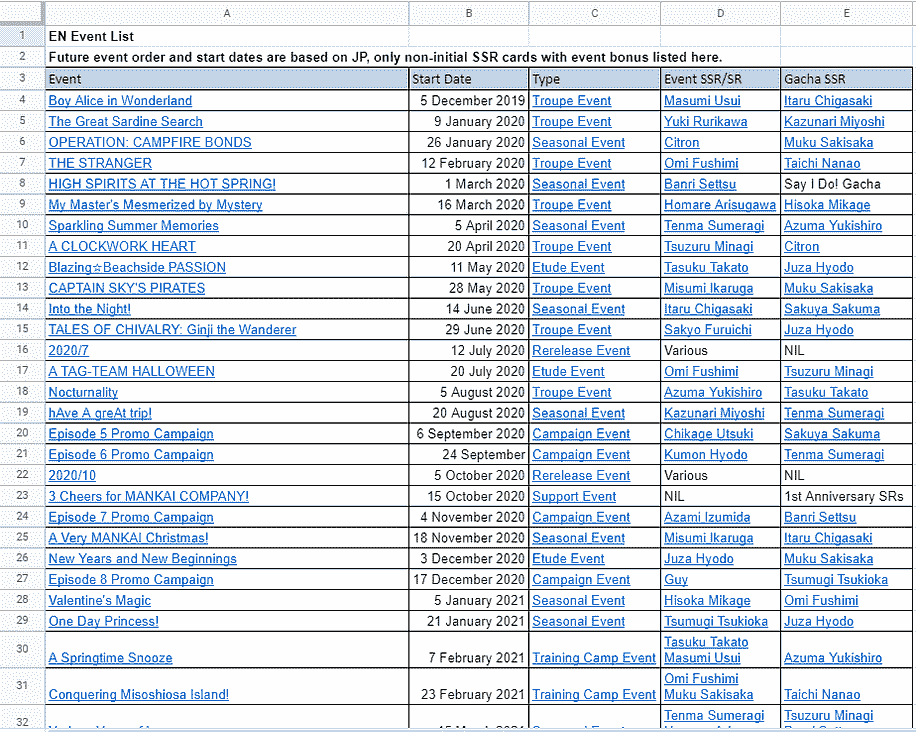 A B C D E
1 EN Event List
2 Future event order and start dates are based on JP, only non-initial SSR cards with event bonus listed here.
3 Event Start Date Type Event SSR/SR Gacha SSR
4 Boy Alice in Wonderland 5 December 2019 Troupe Event Masumi Usui Itaru Chigasaki
5 The Great Sardine Search 9 January 2020 Troupe Event Yuki Rurikawa Kazunari Miyoshi
6 OPERATION: CAMPFIRE BONDS 26 January 2020 Seasonal Event Citron Muku Sakisaka
7 THE STRANGER 12 February 2020 Troupe Event Omi Fushimi Taichi Nanao
8 HIGH SPIRITS AT THE HOT SPRING! 1 March 2020 Seasonal Event Banri Settsu Say I Do! Gacha
9 My Master's Mesmerized by Mystery 16 March 2020 Troupe Event Homare Arisugawa Hisoka Mikage
10 Sparkling Summer Memories 5 April 2020 Seasonal Event Tenma Sumeragi Azuma Yukishiro
11 A CLOCKWORK HEART 20 April 2020 Troupe Event Tsuzuru Minagi Citron
12 Blazing☆Beachside PASSION 11 May 2020 Etude Event Tasuku Takato Juza Hyodo
13 CAPTAIN SKY'S PIRATES 28 May 2020 Troupe Event Misumi Ikaruga Muku Sakisaka
14 Into the Night! 14 June 2020 Seasonal Event Itaru Chigasaki Sakuya Sakuma
15 TALES OF CHIVALRY: Ginji the Wanderer 29 June 2020 Troupe Event Sakyo Furuichi Juza Hyodo
16 2020/7 12 July 2020 Rerelease Event Various NIL
17 A TAG-TEAM HALLOWEEN 20 July 2020 Etude Event Omi Fushimi Tsuzuru Minagi
18 Nocturnality 5 August 2020 Troupe Event Azuma Yukishiro Tasuku Takato
19 hAve A greAt trip! 20 August 2020 Seasonal Event Kazunari Miyoshi Tenma Sumeragi
20 Episode 5 Promo Campaign 6 September 2020 Campaign Event Chikage Utsuki Sakuya Sakuma
21 Episode 6 Promo Campaign 24 September Campaign Event Kumon Hyodo Tenma Sumeragi
22 2020/10 5 October 2020 Rerelease Event Various NIL
23 3 Cheers for MANKAI COMPANY! 15 October 2020 Support Event NIL 1st Anniversary SRs
24 Episode 7 Promo Campaign 4 November 2020 Campaign Event Azami Izumida Banri Settsu
25 A Very MANKAI Christmas! 18 November 2020 Seasonal Event Misumi Ikaruga Itaru Chigasaki
26 New Years and New Beginnings 3 December 2020 Etude Event Juza Hyodo Muku Sakisaka
27 Episode 8 Promo Campaign 17 December 2020 Campaign Event Guy Tsumugi Tsukioka
28 Valentine's Magic 5 January 2021 Seasonal Event Hisoka Mikage Omi Fushimi
29 One Day Princess! 21 January 2021 Seasonal Event Tsumugi Tsukioka Juza Hyodo
Tasuku Takato
30 A Springtime Snooze 7 February 2021 Training Camp Event Masumi Usui Azuma Yukishiro
Omi Fushimi
31 Conquering Misoshiosa Island! 23 February 2021 Training Camp Event Muku Sakisaka Taichi Nanao
32 Tenma Sumeragi Tsuzuru Minagi